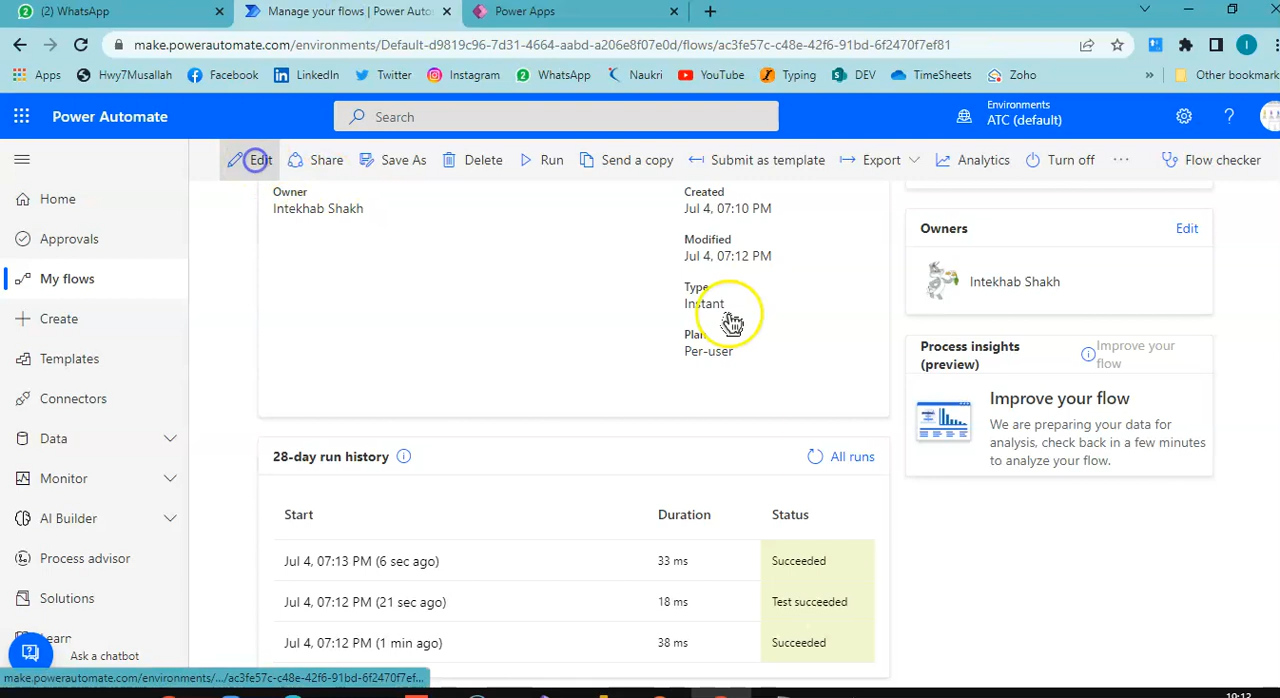 (2) WhatsApp
Manage your flows | Power Auto
Power Apps
make.powerautomate.com/environments/Default-d9819c96-7d31-4664-aabd-a206e8f07e0d/flows/ac3fe57c-c48e-42f6-91bd-6f2470f7ef81
I
Apps Hwy7Musallah Facebook LinkedIn Twitter Instagram WhatsApp Naukri YouTube Typing DEV TimeSheets Zoho » Other bookmark
Power Automate
Search
Environments
ATC (default)
Edit Share Save As Delete Run Send a copy Submit as template Export Analytics Turn off ··· Flow checker
Home
Approvals
My flows
Create
Templates
Connectors
Data
Monitor
AI Builder
Process advisor
Solutions
Learn
Ask a chatbot
Owner
Intekhab Shakh
Created
Jul 4, 07:10 PM
Modified
Jul 4, 07:12 PM
Type
Instant
Plan
Per-user
28-day run history
All runs
Start Duration Status
Jul 4, 07:13 PM (6 sec ago) 33 ms Succeeded
Jul 4, 07:12 PM (21 sec ago) 18 ms Test succeeded
Jul 4, 07:12 PM (1 min ago) 38 ms Succeeded
Owners
Edit
Intekhab Shakh
Process insights
(preview)
Improve your
flow
Improve your flow
We are preparing your data for
analysis, check back in a few minutes
to analyze your flow.
make.powerautomate.com/environments/.../ac3fe57c-c48e-42f6-91bd-6f2470f7ef...